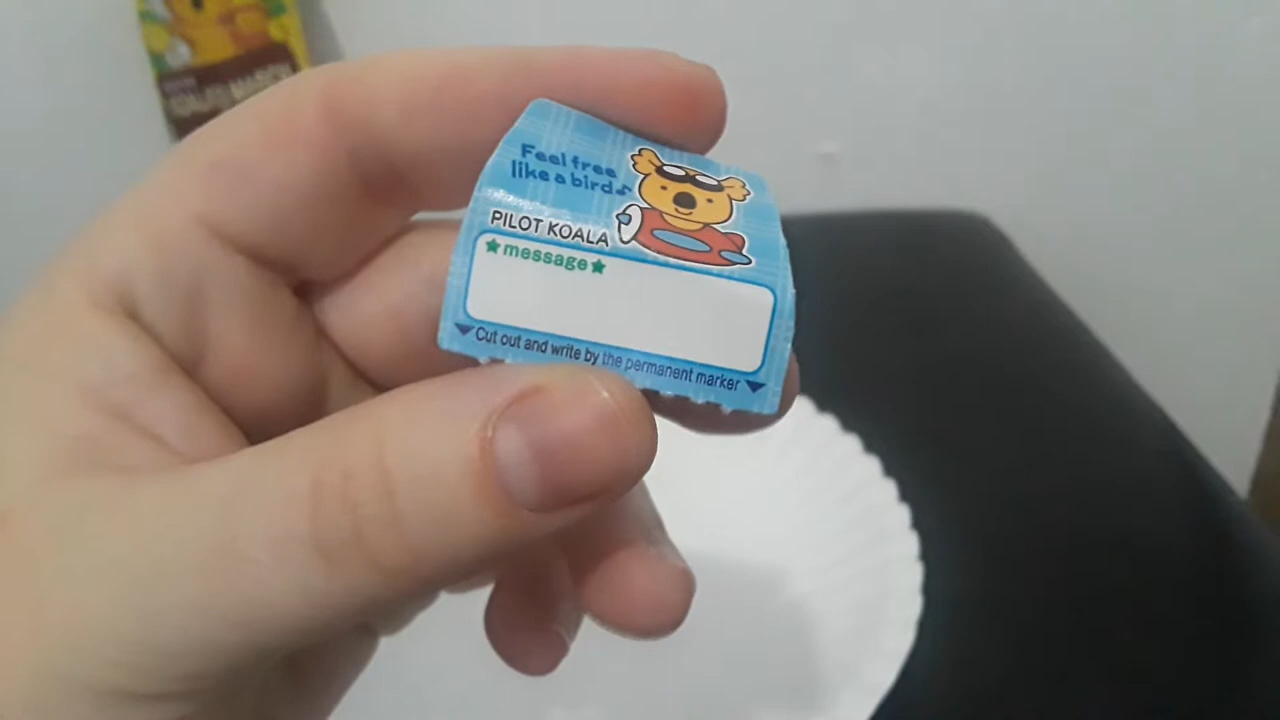 Feel free
like a bird♪
PILOT KOALA
★message★
▼Cut out and write by the permanent marker▼